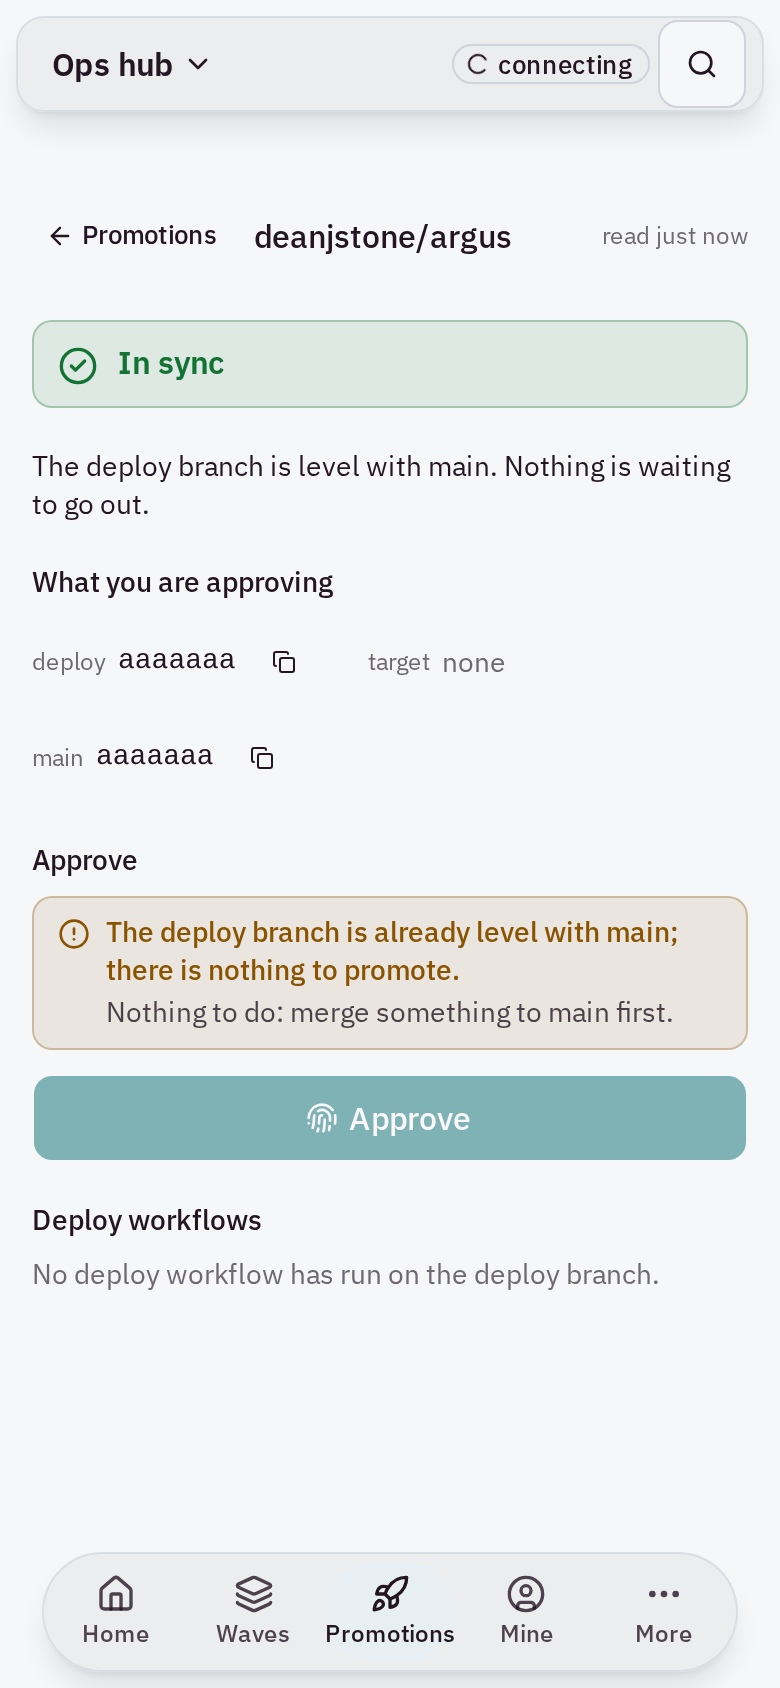 Ops hub
connecting
Promotions
deanjstone/argus
read just now
In sync
The deploy branch is level with main. Nothing is waiting
to go out.
What you are approving
deploy aaaaaaa
target none
main aaaaaaa
Approve
The deploy branch is already level with main;
there is nothing to promote.
Nothing to do: merge something to main first.
Approve
Deploy workflows
No deploy workflow has run on the deploy branch.
Home
Waves
Promotions
Mine
More